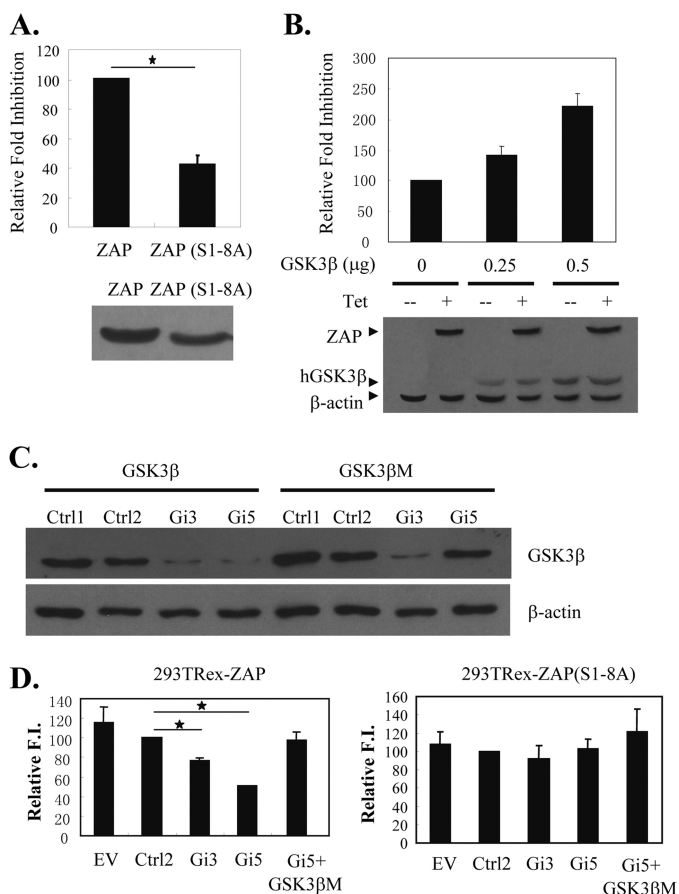 A.
Relative Fold Inhibition
120
100
80
60
40
20
0
ZAP ZAP (S1-8A)
ZAP ZAP (S1-8A)
B.
Relative Fold Inhibition
300
250
200
150
100
50
0
GSK3β (μg) 0 0.25 0.5
Tet -- + -- + -- +
ZAP
hGSK3β
β-actin
C.
GSK3β GSK3βM
Ctrl1 Ctrl2 Gi3 Gi5 Ctrl1 Ctrl2 Gi3 Gi5
GSK3β
β-actin
D.
293TRex-ZAP
Relative F.I.
140
120
100
80
60
40
20
0
EV Ctrl2 Gi3 Gi5 Gi5+
GSK3βM
293TRex-ZAP(S1-8A)
Relative F.I.
160
140
120
100
80
60
40
20
0
EV Ctrl2 Gi3 Gi5 Gi5+
GSK3βM